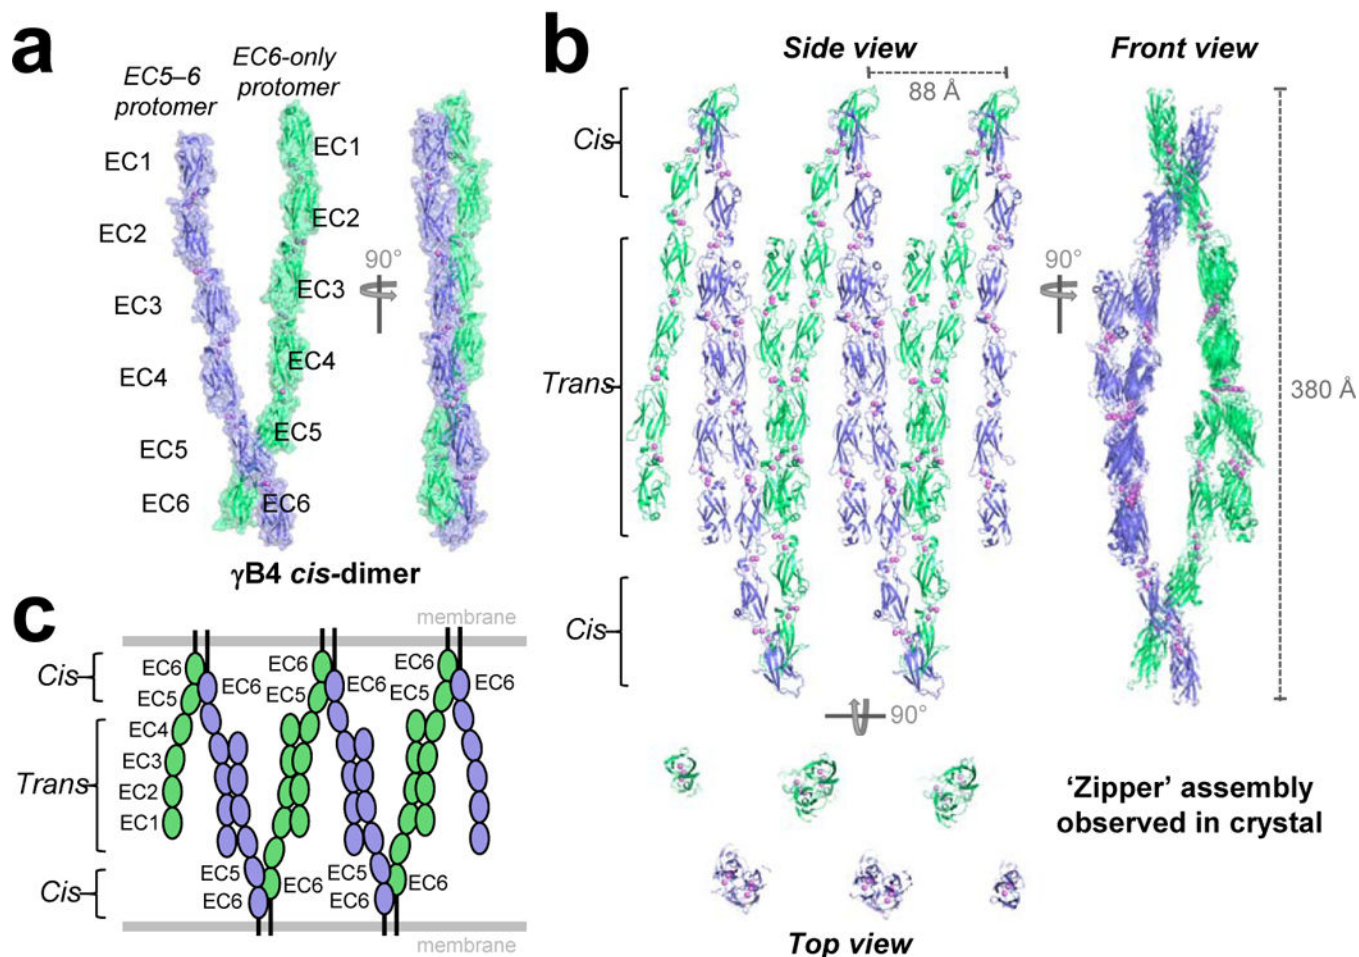 a
EC5–6
protomer
EC6-only
protomer
EC1
EC1
EC2
EC2
EC3
EC3
EC4
EC4
EC5
EC5
EC6
EC6
90°
γB4 cis-dimer
b
Side view
Front view
88 Å
Cis
Trans
Cis
90°
380 Å
90°
Top view
‘Zipper’ assembly
observed in crystal
c
membrane
Cis
EC6
EC6
EC6
EC6
EC6
EC6
EC5
EC5
EC5
EC4
Trans
EC3
EC2
EC1
Cis
EC5
EC6
EC5
EC6
EC6
EC6
membrane